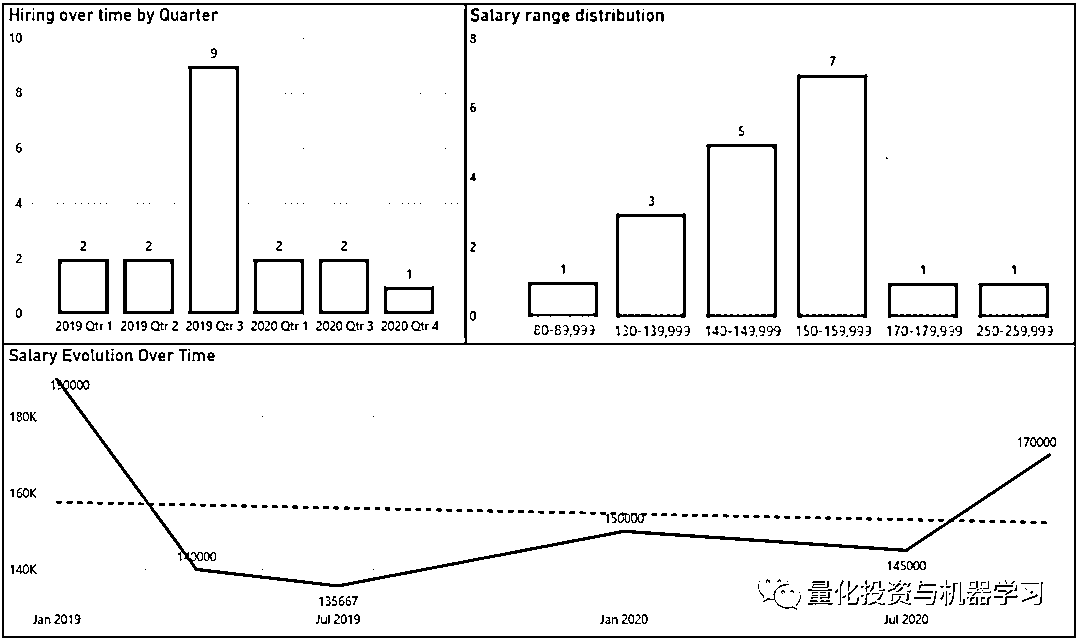 Hiring over time by Quarter
10
8
6
4
2
0
2
2
9
2
2
1
2019 Qtr 1 2019 Qtr 2 2019 Qtr 3 2020 Qtr 1 2020 Qtr 3 2020 Qtr 4
Salary range distribution
8
6
4
2
0
1
3
5
7
1
1
80-89,999 130-139,999 140-149,999 150-159,999 170-179,999 250-259,999
Salary Evolution Over Time
180K
160K
140K
190000
140000
135667
150000
145000
170000
Jan 2019 Jul 2019 Jan 2020 Jul 2020
量化投资与机器学习